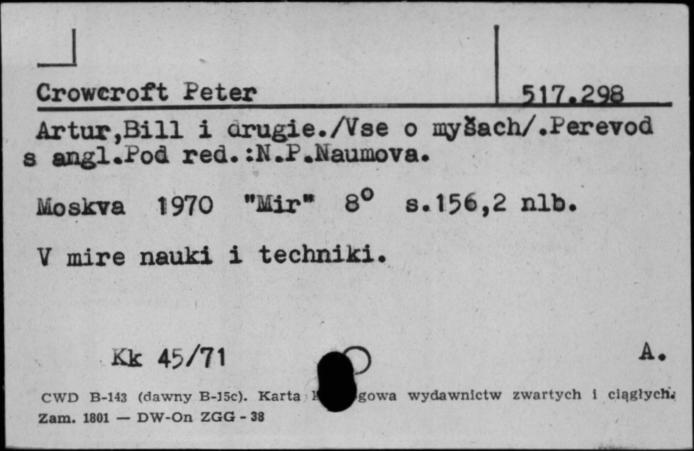 Crowcroft Peter 517.298
Artur,Bill i drugie./Vse o myšach/.Perevod
s angl.Pod red.:N.P.Naumova.
Moskva 1970 "Mir" 8° s.156,2 nlb.
V mire nauki i techniki.
Kk 45/71 A.
CWD B-143 (dawny B-15c). Karta gowa wydawnictw zwartych i ciągłych.
Zam. 1801 — DW-On ZGG - 38